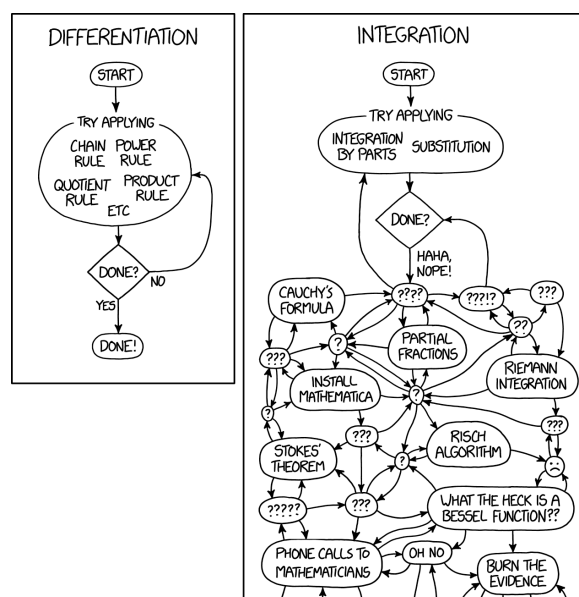 DIFFERENTIATION
START
TRY APPLYING
CHAIN RULE
POWER RULE
QUOTIENT RULE
PRODUCT RULE
ETC
DONE?
NO
YES
DONE!
INTEGRATION
START
TRY APPLYING
INTEGRATION
BY PARTS
SUBSTITUTION
DONE?
HAHA,
NOPE!
CAUCHY'S
FORMULA
????
???!?
???
??
???
?
PARTIAL
FRACTIONS
RIEMANN
INTEGRATION
INSTALL
MATHEMATICA
?
?
???
???
STOKES'
THEOREM
?
RISCH
ALGORITHM
?????
???
WHAT THE HECK IS A
BESSEL FUNCTION??
PHONE CALLS TO
MATHEMATICIANS
OH NO
BURN THE
EVIDENCE